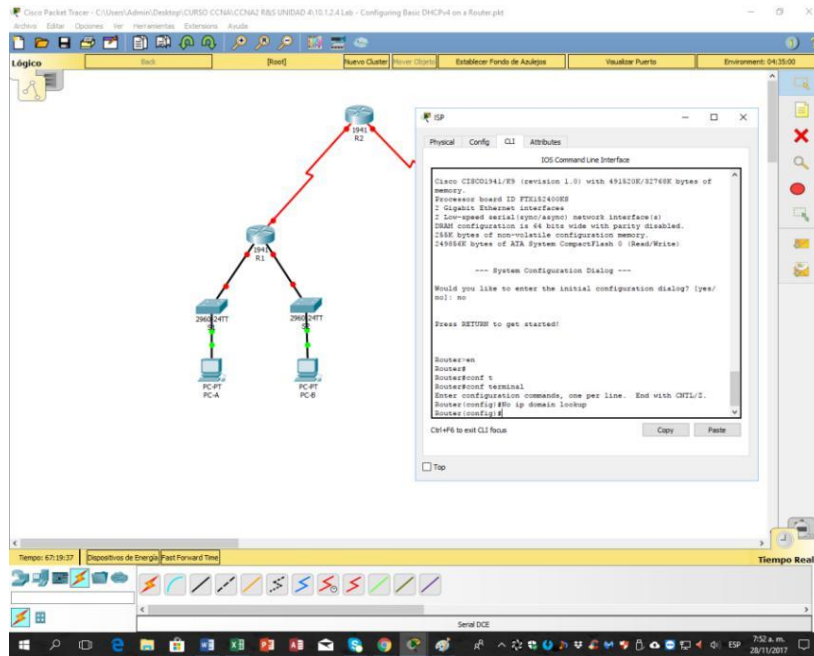 Cisco Packet Tracer - C:\Users\Admin\Desktop\CURSO CCNA\CCNA2 R&S UNIDAD 4\10.1.2.4 Lab - Configuring Basic DHCPv4 on a Router.pkt
Archivo Editar Opciones Ver Herramientas Extensions Ayuda
Lógico Back [Root] Nuevo Cluster Mover Objeto Establecer Fondo de Azulejos Visualizar Puerto Environment: 04:35:00
1941
R2
1941
R1
2960-24TT
S1
2960-24TT
PC-PT
PC-A
PC-PT
PC-B
ISP
Physical Config CLI Attributes
IOS Command Line Interface
Cisco CISCO1941/K9 (revision 1.0) with 491520K/32768K bytes of
memory.
Processor board ID FTX152400KS
2 Gigabit Ethernet interfaces
2 Low-speed serial(sync/async) network interface(s)
DRAM configuration is 64 bits wide with parity disabled.
255K bytes of non-volatile configuration memory.
249856K bytes of ATA System CompactFlash 0 (Read/Write)
--- System Configuration Dialog ---
Would you like to enter the initial configuration dialog? [yes/
no]: no
Press RETURN to get started!
Router>en
Router#
Router#conf t
Router#conf terminal
Enter configuration commands, one per line. End with CNTL/Z.
Router(config)#No ip domain lookup
Router(config)#
Ctrl+F6 to exit CLI focus
Copy Paste
Top
Tiempo: 67:19:37 Dispositivos de Energía Fast Forward Time
Tiempo Real
Serial DCE
ESP
7:52 a. m.
28/11/2017